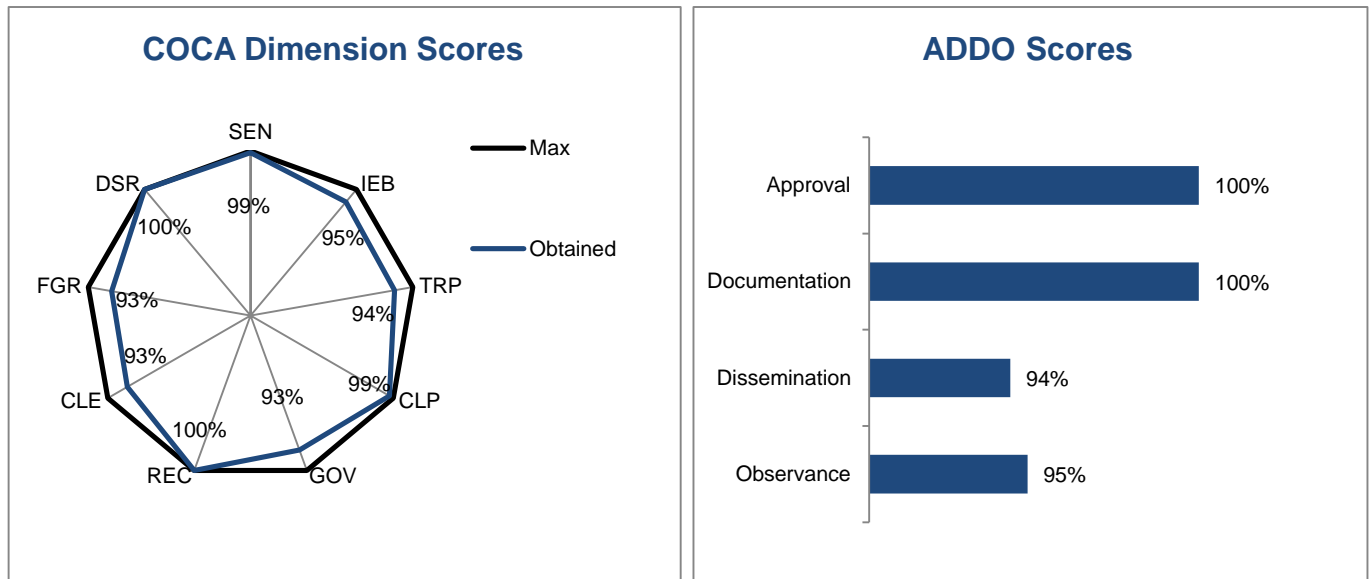 COCA Dimension Scores
SEN
Max
DSR
IEB
99%
100%
95%
Obtained
FGR
TRP
93%
94%
93%
99%
CLE
93%
CLP
100%
REC
GOV
ADDO Scores
Approval
100%
Documentation
100%
Dissemination
94%
Observance
95%